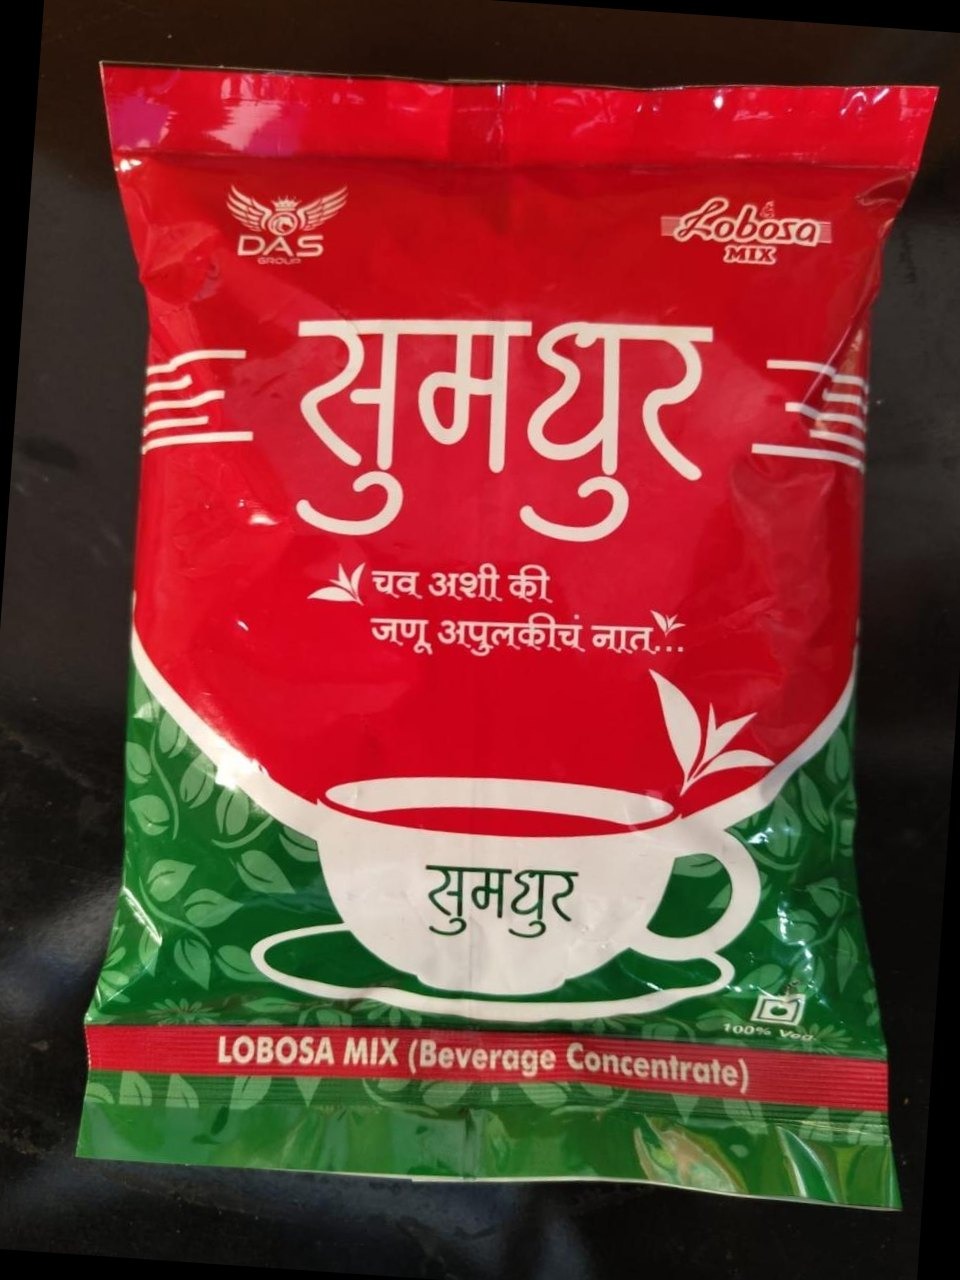 DAS
GROUP
Lobosa
MIX
सुमधुर
चव अशी की
जणू अपुलकीचं नात...
सुमधुर
100% Veg
LOBOSA MIX (Beverage Concentrate)